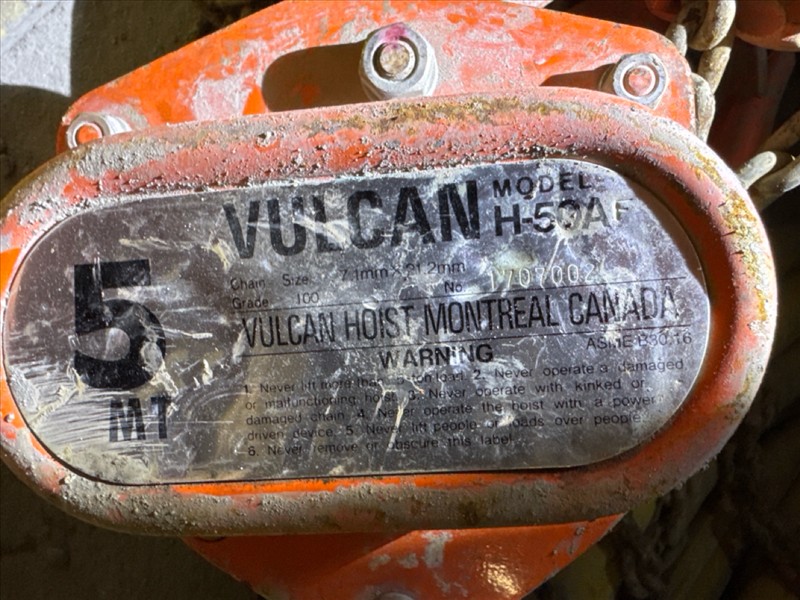 VULCAN
MODEL:
H-50AF
5
MT
Chain Size: 7.1mm × 21.2mm
Grade 100 No.
VULCAN HOIST MONTREAL CANADA
ASME B30.16
WARNING
1. Never lift more than 5 ton load. 2. Never operate a damaged
or malfunctioning hoist. 3. Never operate with kinked or
damaged chain. 4. Never operate the hoist with a power
driven device. 5. Never lift people or loads over people.
6. Never remove or obscure this label.